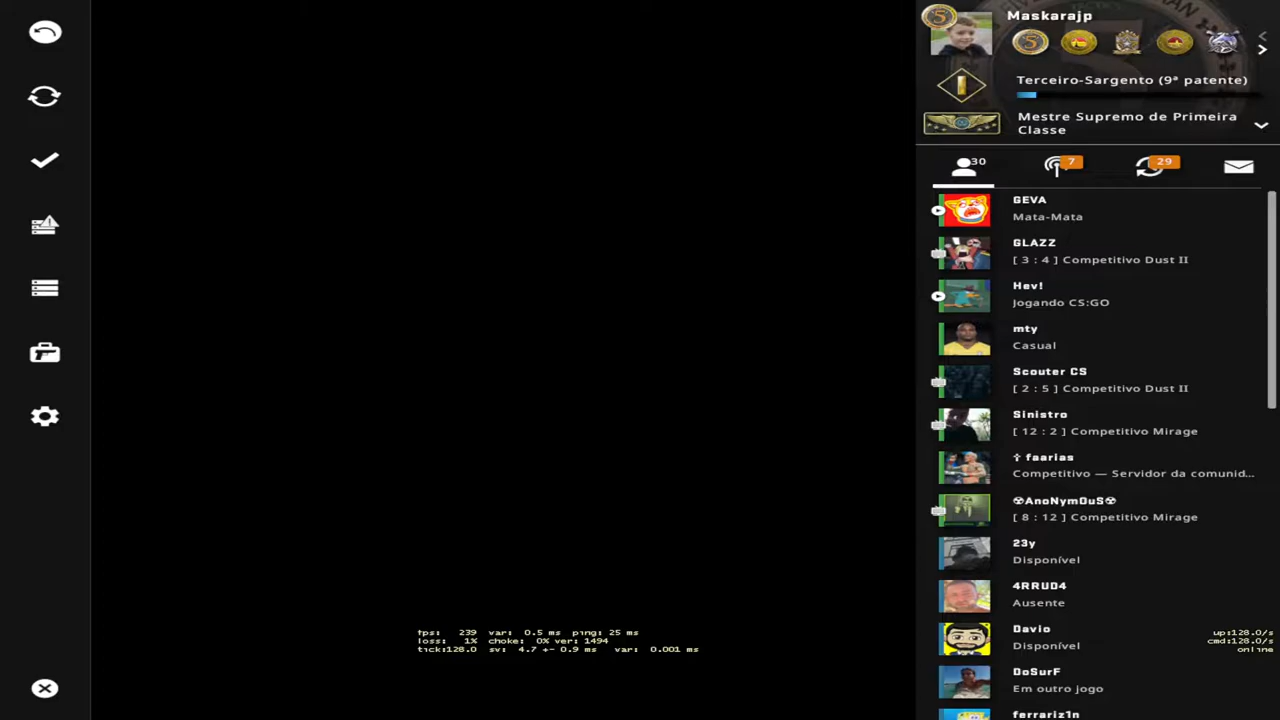 5
Maskarajp
5
Terceiro-Sargento (9ª patente)
Mestre Supremo de Primeira
Classe
30
7
29
GEVA
Mata-Mata
GLAZZ
[ 3 : 4 ] Competitivo Dust II
Hev!
Jogando CS:GO
mty
Casual
Scouter CS
[ 2 : 5 ] Competitivo Dust II
Sinistro
[ 12 : 2 ] Competitivo Mirage
✝ faarias
Competitivo — Servidor da comunid...
☢AnoNymOuS☢
[ 8 : 12 ] Competitivo Mirage
23y
Disponível
4RRUD4
Ausente
Davio
Disponível
DoSurF
Em outro jogo
ferrariz1n
fps: 239 var: 0.5 ms ping: 25 ms
loss: 1% choke: 0% ver: 1494
tick:128.0 sv: 4.7 +- 0.9 ms var: 0.001 ms
up:128.0/s
cmd:128.0/s
online